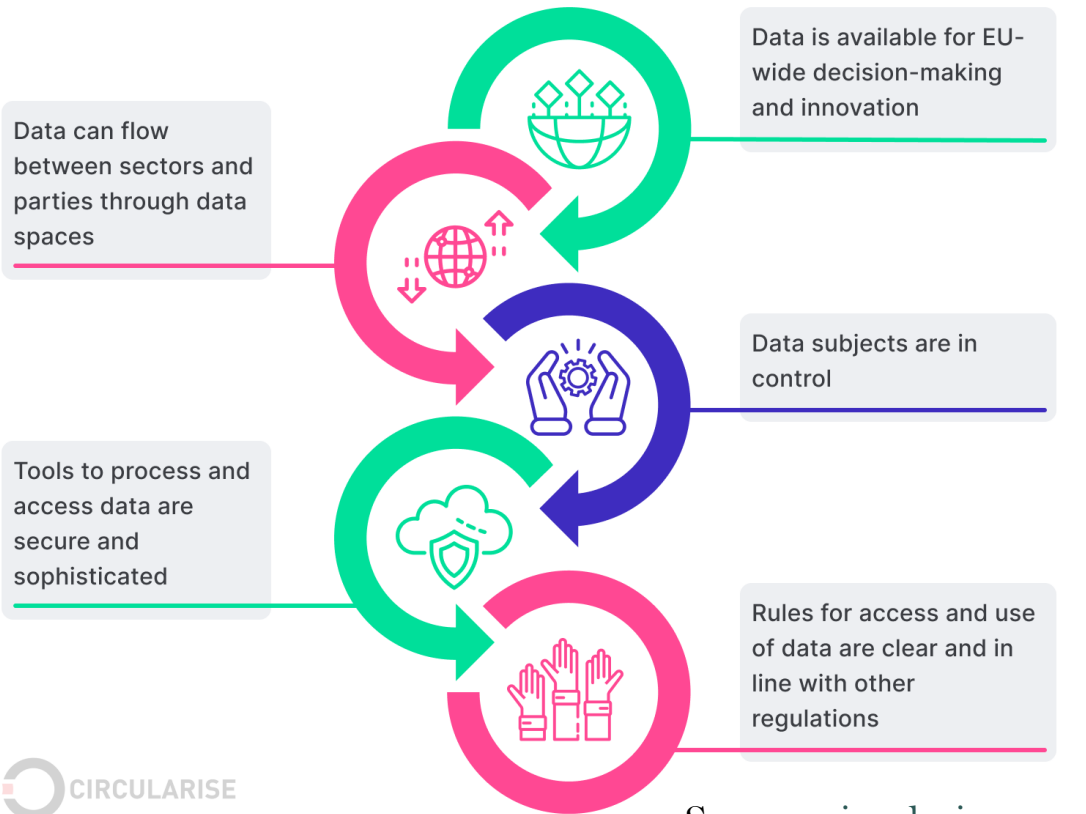 Data is available for EU-
wide decision-making
and innovation
Data can flow
between sectors and
parties through data
spaces
Data subjects are in
control
Tools to process and
access data are
secure and
sophisticated
Rules for access and use
of data are clear and in
line with other
regulations
CIRCULARISE